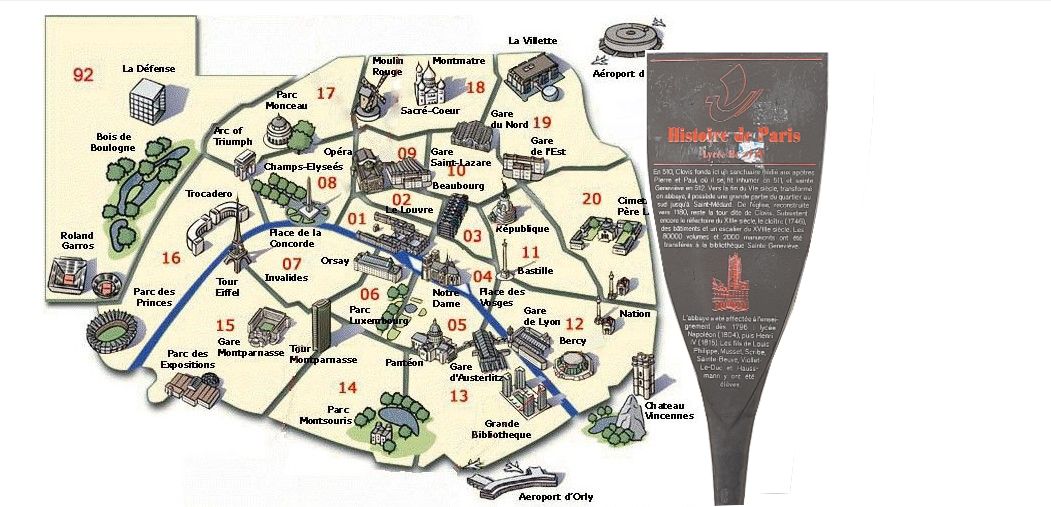 92
La Défense
Bois de
Boulogne
Roland
Garros
16
Trocadero
Arc of
Triumph
Parc
Monceau
17
Moulin
Rouge
Montmatre
18
Sacré-Coeur
La Villette
Aéroport d
19
Gare
du Nord
Gare
de l'Est
Opéra
09
Gare
Saint-Lazare
10
Champs-Elyseés
08
Beaubourg
02
01
Le Louvre
Place de la
Concorde
03
République
11
20
Cimet
Père L
Bastille
Orsay
07
Invalides
Tour
Eiffel
Parc des
Princes
04
Notre
Dame
Place des
Vosges
06
Parc
Luxembourg
05
Gare
de Lyon
12
Bercy
Nation
15
Gare
Montparnasse
Tour
Montparnasse
Parc des
Expositions
Pantéon
Gare
d'Austerlitz
13
14
Parc
Montsouris
Grande
Bibliotheque
Chateau
Vincennes
Aeroport d'Orly
Histoire de Paris
Lycée
En 510, Clovis fonda ici un sanctuaire dédié aux apôtres
Pierre et Paul, où il se fit inhumer en 511, et sainte
Geneviève en 512. Vers la fin du VIe siècle, transformé
en abbaye, il possède une grande partie du quartier au
sud jusqu'à Saint-Médard. De l'église, reconstruite
vers 1180, reste la tour dite de Clovis. Subsistent
encore le réfectoire du XIIIe siècle, le cloître (1746),
des bâtiments et un escalier du XVIIe siècle. Les
80000 volumes et 2000 manuscrits ont été
transférés à la bibliothèque Sainte-Geneviève.
L'abbaye a été affectée à l'ensei-
gnement dès 1796 : lycée
Napoléon (1804), puis Henri
IV (1815). Les fils de Louis
Philippe, Musset, Scribe,
Sainte-Beuve, Viollet-
Le-Duc et Hauss-
mann y ont été
élèves.